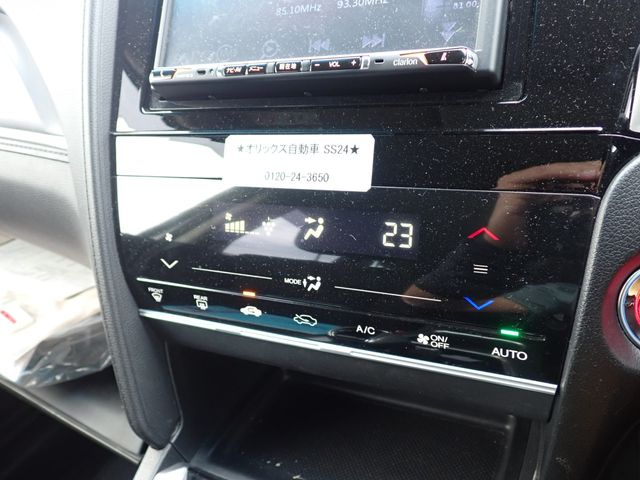 85.10MHz 93.30MHz
VOL
Clarion
★オリックス自動車 SS24★
0120-24-3650
23
MODE
FRONT
REAR
A/C
ON/
OFF
AUTO